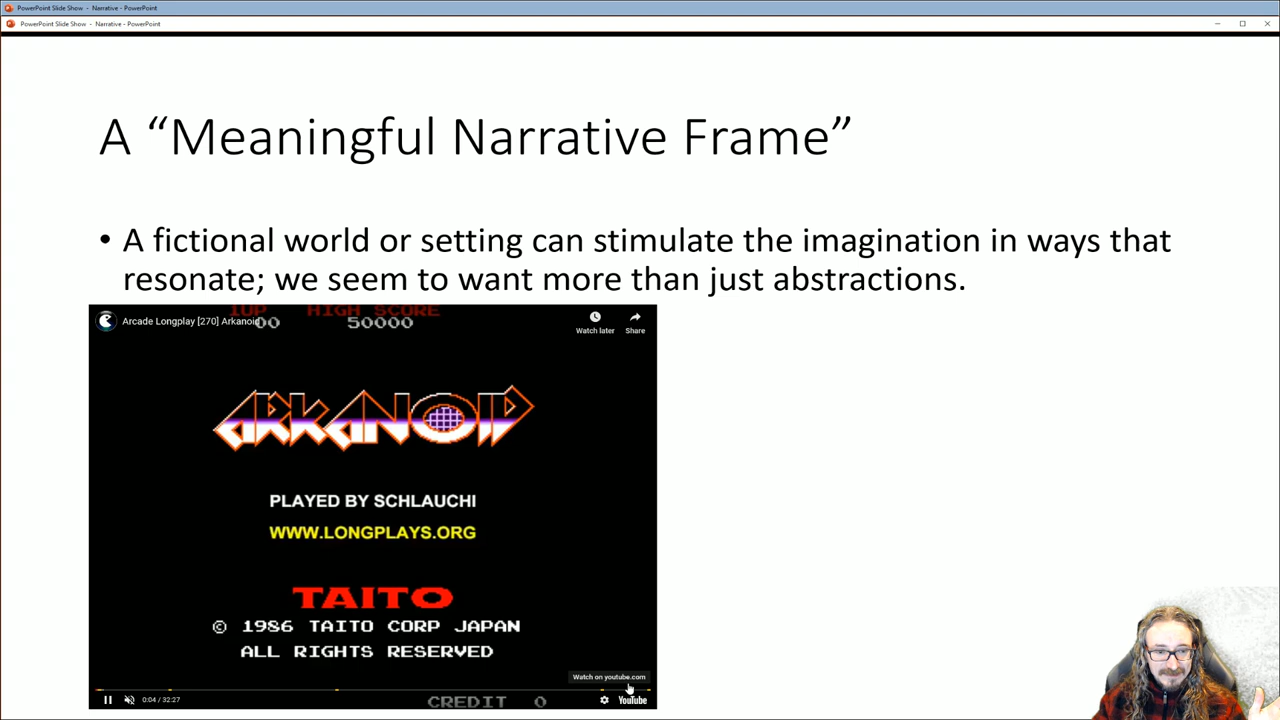 PowerPoint Slide Show - Narrative - PowerPoint
PowerPoint Slide Show - Narrative - PowerPoint
A “Meaningful Narrative Frame”
• A fictional world or setting can stimulate the imagination in ways that
resonate; we seem to want more than just abstractions.
1UP HIGH SCORE
00 50000
Arcade Longplay [270] Arkanoid
Watch later Share
ARKANOID
PLAYED BY SCHLAUCHI
WWW.LONGPLAYS.ORG
TAITO
© 1986 TAITO CORP JAPAN
ALL RIGHTS RESERVED
Watch on youtube.com
0:04 / 32:27
CREDIT 0
YouTube